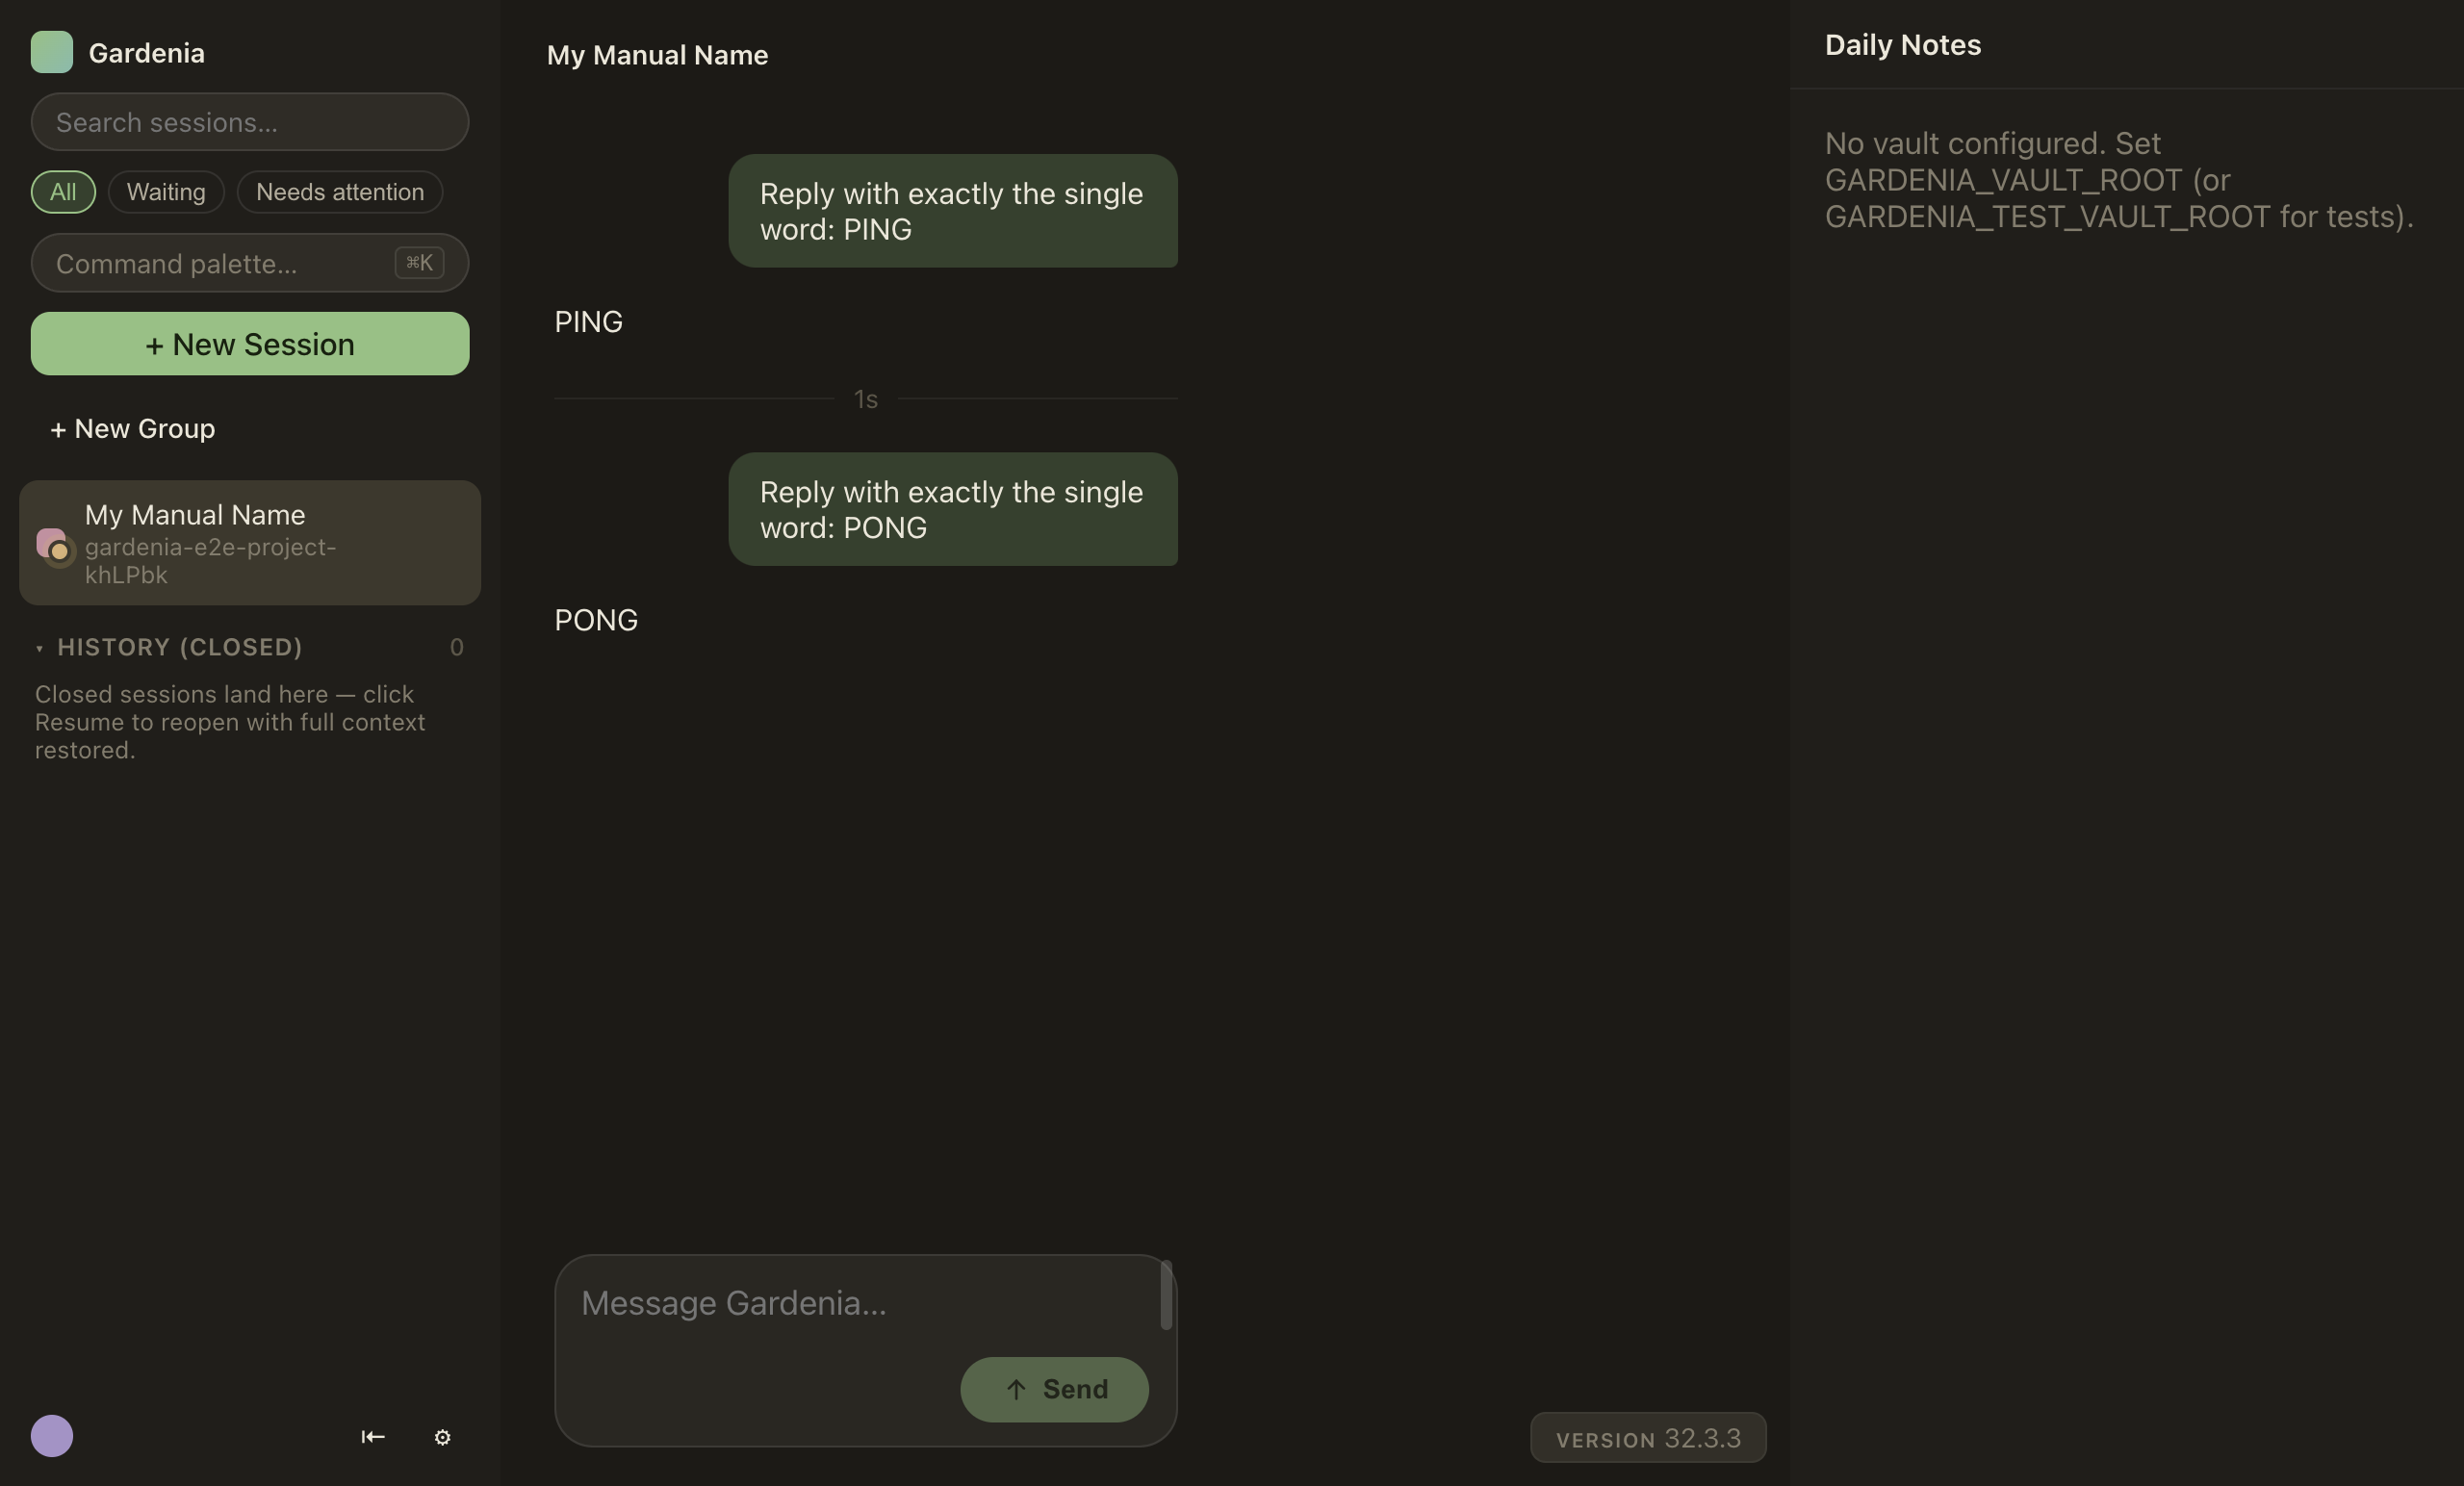 Gardenia
Search sessions...
All
Waiting
Needs attention
Command palette...
⌘K
+ New Session
+ New Group
My Manual Name
gardenia-e2e-project-
khLPbk
▾ HISTORY (CLOSED) 0
Closed sessions land here — click
Resume to reopen with full context
restored.
My Manual Name
Reply with exactly the single
word: PING
PING
1s
Reply with exactly the single
word: PONG
PONG
Message Gardenia...
↑ Send
VERSION 32.3.3
Daily Notes
No vault configured. Set
GARDENIA_VAULT_ROOT (or
GARDENIA_TEST_VAULT_ROOT for tests).